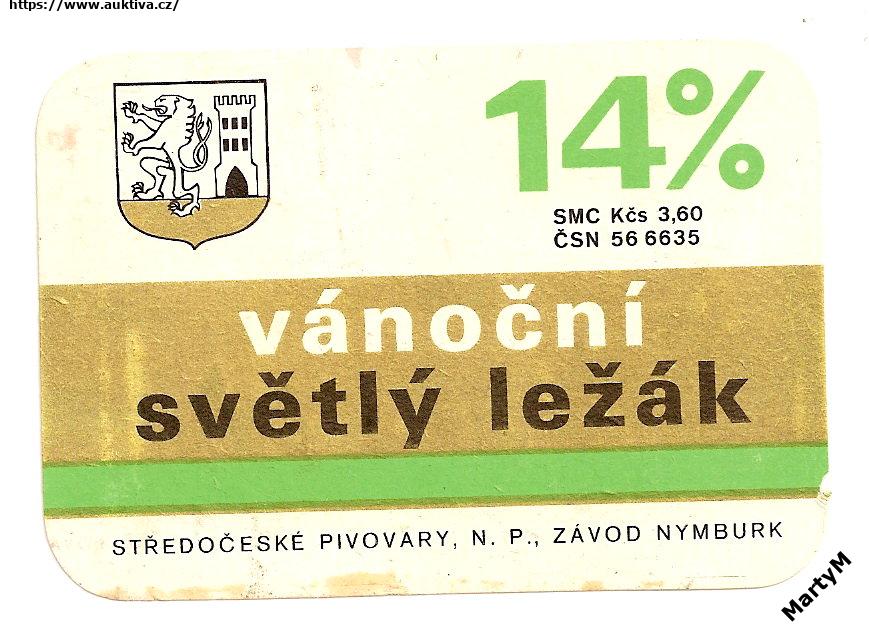 https://www.auktiva.cz/
14%
SMC Kčs 3,60
ČSN 56 6635
vánoční
světlý ležák
STŘEDOČESKÉ PIVOVARY, N. P., ZÁVOD NYMBURK
MartyM